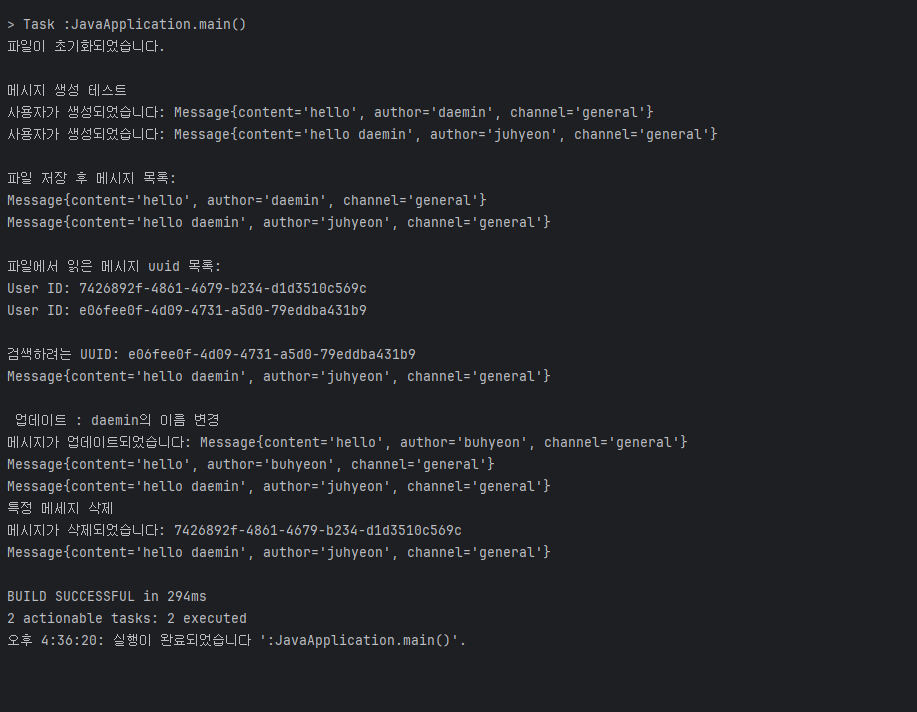 > Task :JavaApplication.main()
파일이 초기화되었습니다.
메시지 생성 테스트
사용자가 생성되었습니다: Message{content='hello', author='daemin', channel='general'}
사용자가 생성되었습니다: Message{content='hello daemin', author='juhyeon', channel='general'}
파일 저장 후 메시지 목록:
Message{content='hello', author='daemin', channel='general'}
Message{content='hello daemin', author='juhyeon', channel='general'}
파일에서 읽은 메시지 uuid 목록:
User ID: 7426892f-4861-4679-b234-d1d3510c569c
User ID: e06fee0f-4d09-4731-a5d0-79eddba431b9
검색하려는 UUID: e06fee0f-4d09-4731-a5d0-79eddba431b9
Message{content='hello daemin', author='juhyeon', channel='general'}
업데이트 : daemin의 이름 변경
메시지가 업데이트되었습니다: Message{content='hello', author='buhyeon', channel='general'}
Message{content='hello', author='buhyeon', channel='general'}
Message{content='hello daemin', author='juhyeon', channel='general'}
특정 메세지 삭제
메시지가 삭제되었습니다: 7426892f-4861-4679-b234-d1d3510c569c
Message{content='hello daemin', author='juhyeon', channel='general'}
BUILD SUCCESSFUL in 294ms
2 actionable tasks: 2 executed
오후 4:36:20: 실행이 완료되었습니다 ':JavaApplication.main()'.